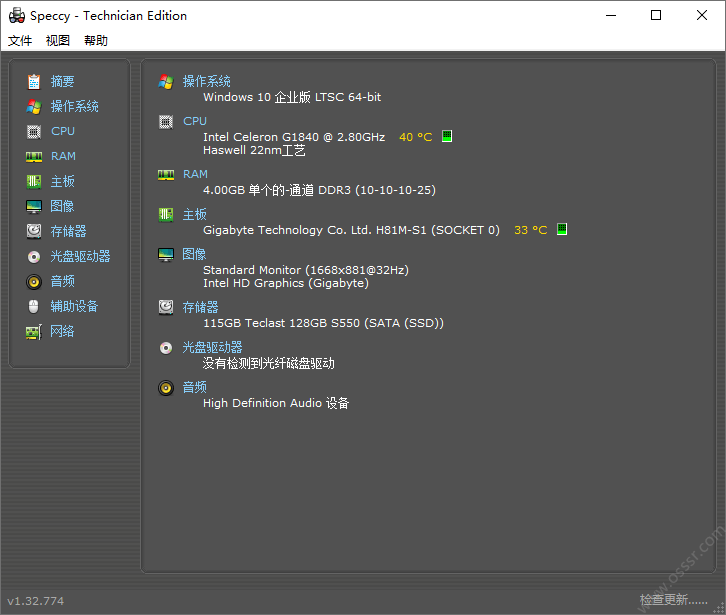 Speccy - Technician Edition
文件 视图 帮助
摘要
操作系统
CPU
RAM
主板
图像
存储器
光盘驱动器
音频
辅助设备
网络
操作系统
Windows 10 企业版 LTSC 64-bit
CPU
Intel Celeron G1840 @ 2.80GHz 40 °C
Haswell 22nm工艺
RAM
4.00GB 单个的-通道 DDR3 (10-10-10-25)
主板
Gigabyte Technology Co. Ltd. H81M-S1 (SOCKET 0) 33 °C
图像
Standard Monitor (1668x881@32Hz)
Intel HD Graphics (Gigabyte)
存储器
115GB Teclast 128GB S550 (SATA (SSD))
光盘驱动器
没有检测到光纤磁盘驱动
音频
High Definition Audio 设备
v1.32.774
检查更新......
www.osssr.com